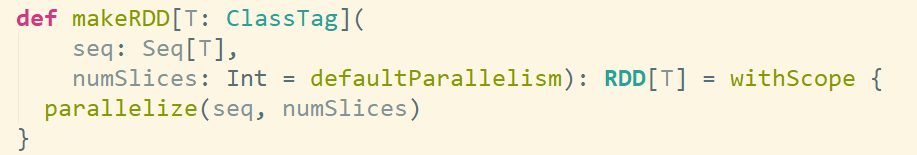 def makeRDD[T: ClassTag](
    seq: Seq[T],
    numSlices: Int = defaultParallelism): RDD[T] = withScope {
  parallelize(seq, numSlices)
}